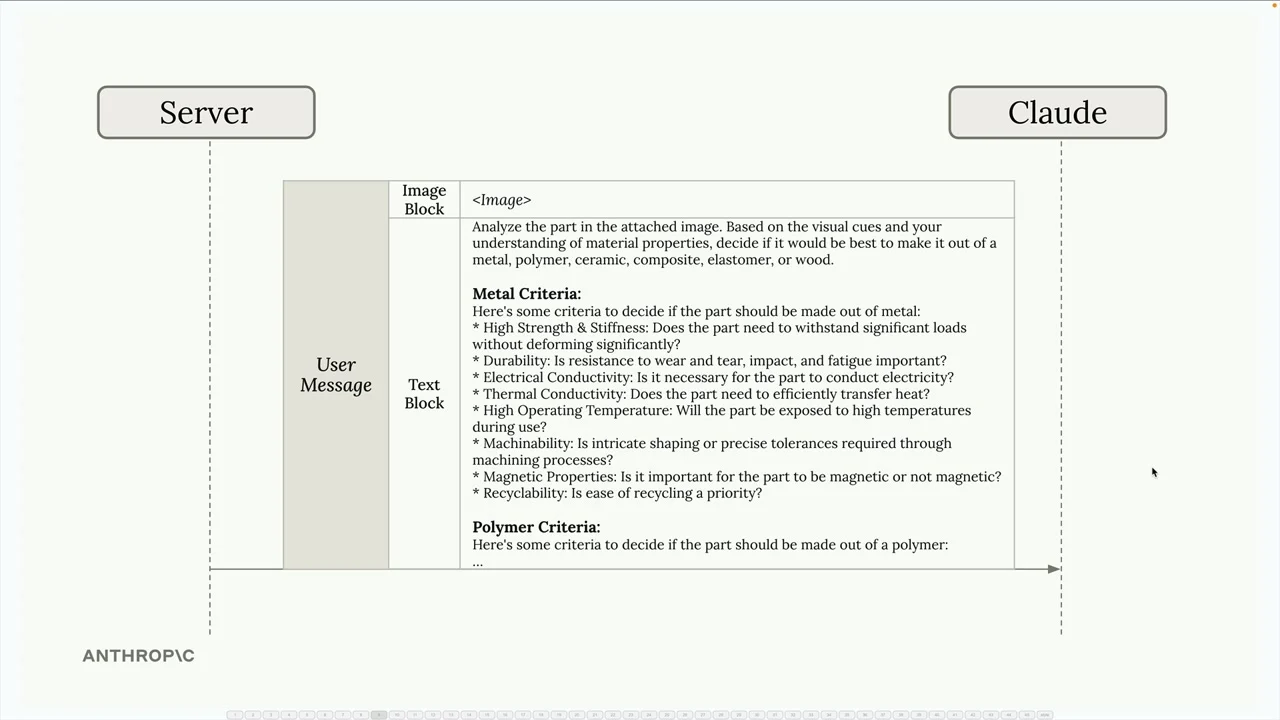 Server
Claude
Image
Block
<Image>
User
Message
Text
Block
Analyze the part in the attached image. Based on the visual cues and your
understanding of material properties, decide if it would be best to make it out of a
metal, polymer, ceramic, composite, elastomer, or wood.
Metal Criteria:
Here's some criteria to decide if the part should be made out of metal:
* High Strength & Stiffness: Does the part need to withstand significant loads
without deforming significantly?
* Durability: Is resistance to wear and tear, impact, and fatigue important?
* Electrical Conductivity: Is it necessary for the part to conduct electricity?
* Thermal Conductivity: Does the part need to efficiently transfer heat?
* High Operating Temperature: Will the part be exposed to high temperatures
during use?
* Machinability: Is intricate shaping or precise tolerances required through
machining processes?
* Magnetic Properties: Is it important for the part to be magnetic or not magnetic?
* Recyclability: Is ease of recycling a priority?
Polymer Criteria:
Here's some criteria to decide if the part should be made out of a polymer:
...
ANTHROP\C